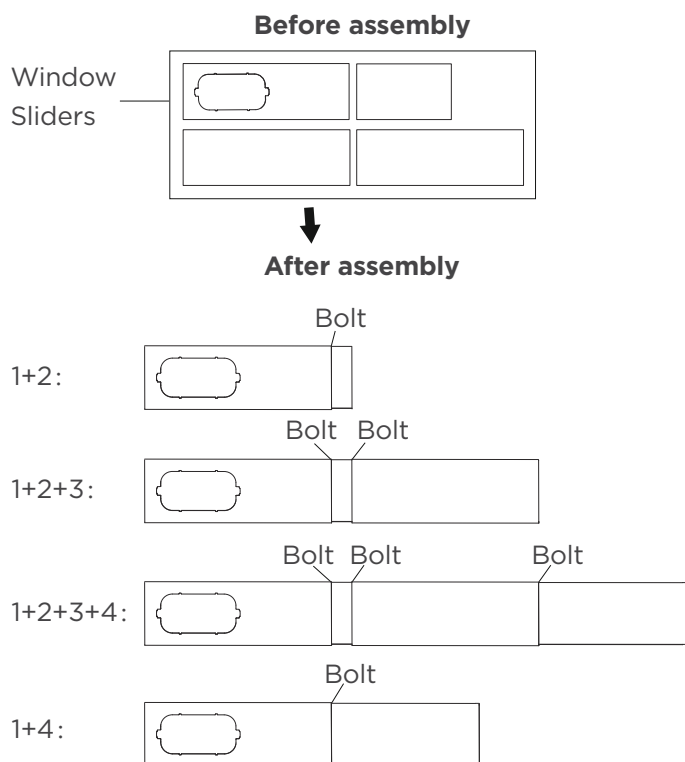 Before assembly
Window
Sliders
After assembly
Bolt
1+2:
Bolt Bolt
1+2+3:
Bolt Bolt Bolt
1+2+3+4:
Bolt
1+4: